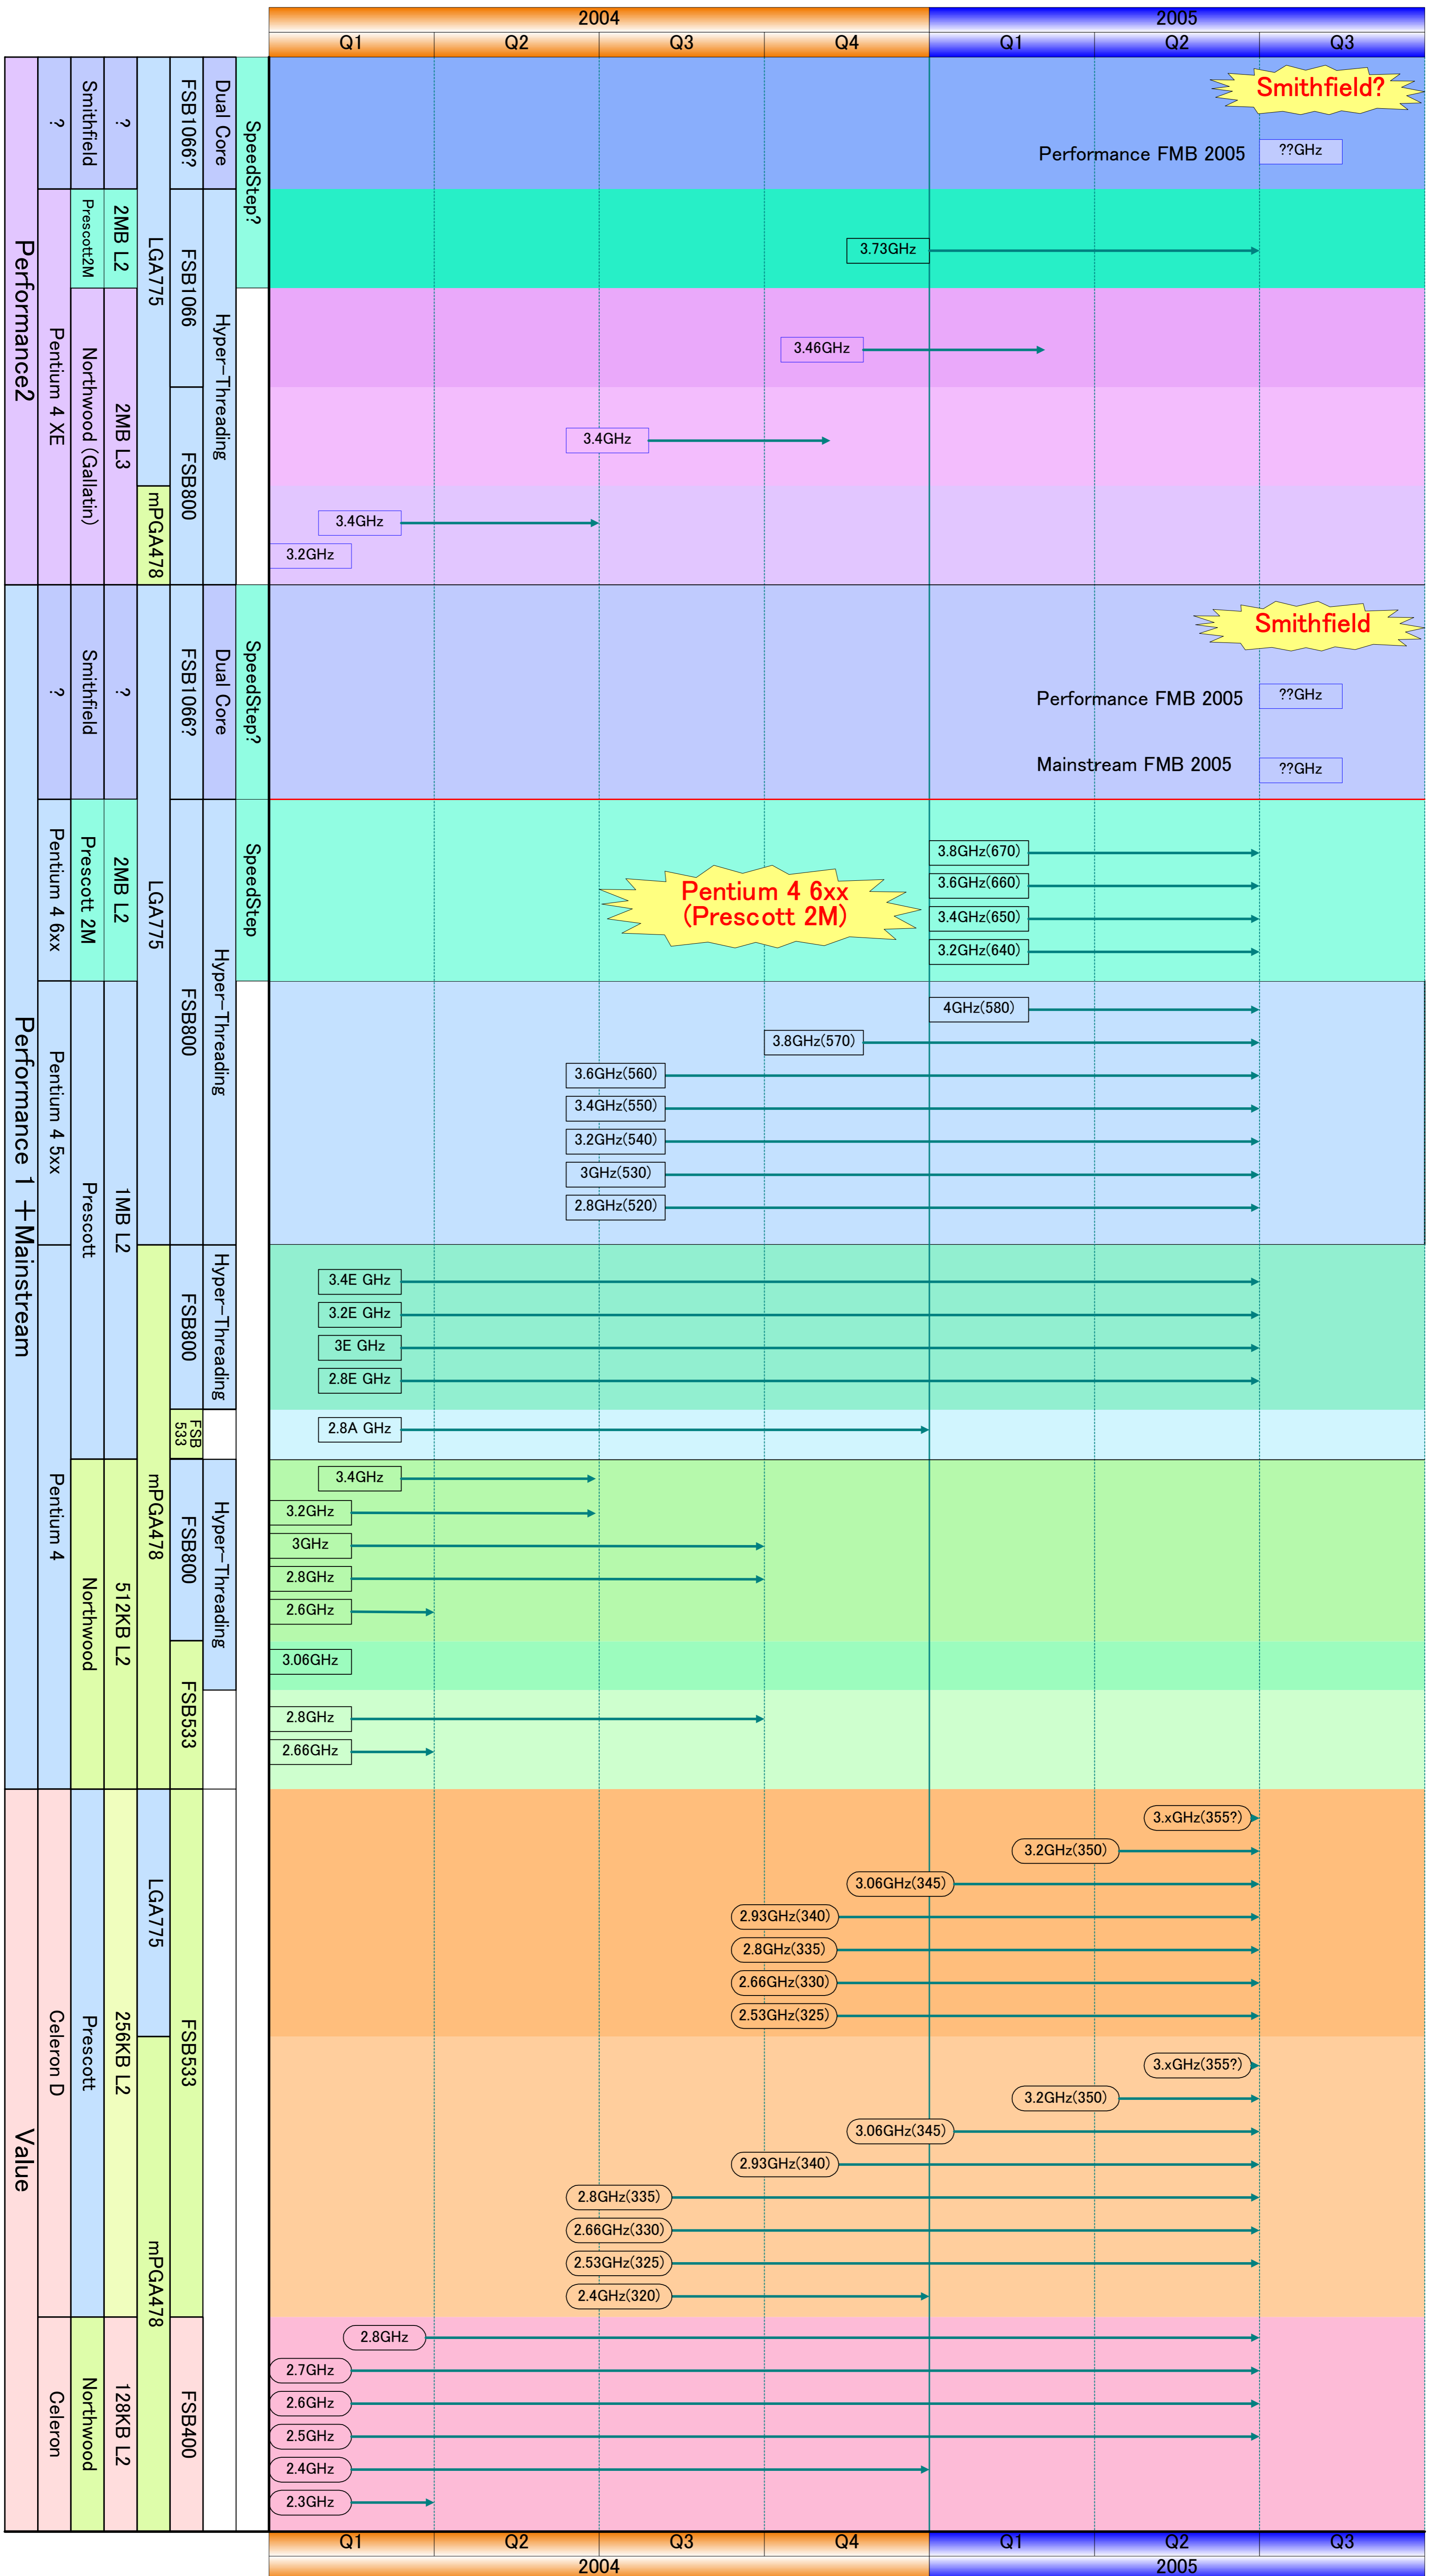 2004
2005
Q1
Q2
Q3
Q4
Q1
Q2
Q3
Performance2
?
Smithfield
?
LGA775
FSB1066?
Dual Core
SpeedStep?
Smithfield?
Performance FMB 2005
??GHz
Pentium 4 XE
Prescott2M
2MB L2
FSB1066
Hyper-Threading
3.73GHz
Northwood (Gallatin)
2MB L3
3.46GHz
FSB800
3.4GHz
mPGA478
3.4GHz
3.2GHz
Performance 1 +Mainstream
?
Smithfield
?
LGA775
FSB1066?
Dual Core
SpeedStep?
Smithfield
Performance FMB 2005
??GHz
Mainstream FMB 2005
??GHz
Pentium 4 6xx
Prescott 2M
2MB L2
FSB800
Hyper-Threading
SpeedStep
Pentium 4 6xx
(Prescott 2M)
3.8GHz(670)
3.6GHz(660)
3.4GHz(650)
3.2GHz(640)
Pentium 4 5xx
Prescott
1MB L2
4GHz(580)
3.8GHz(570)
3.6GHz(560)
3.4GHz(550)
3.2GHz(540)
3GHz(530)
2.8GHz(520)
Pentium 4
mPGA478
FSB800
Hyper-Threading
3.4E GHz
3.2E GHz
3E GHz
2.8E GHz
FSB
533
2.8A GHz
Northwood
512KB L2
FSB800
Hyper-Threading
3.4GHz
3.2GHz
3GHz
2.8GHz
2.6GHz
FSB533
3.06GHz
2.8GHz
2.66GHz
Value
Celeron D
Prescott
256KB L2
LGA775
FSB533
3.xGHz(355?)
3.2GHz(350)
3.06GHz(345)
2.93GHz(340)
2.8GHz(335)
2.66GHz(330)
2.53GHz(325)
mPGA478
3.xGHz(355?)
3.2GHz(350)
3.06GHz(345)
2.93GHz(340)
2.8GHz(335)
2.66GHz(330)
2.53GHz(325)
2.4GHz(320)
Celeron
Northwood
128KB L2
FSB400
2.8GHz
2.7GHz
2.6GHz
2.5GHz
2.4GHz
2.3GHz
Q1
Q2
Q3
Q4
Q1
Q2
Q3
2004
2005